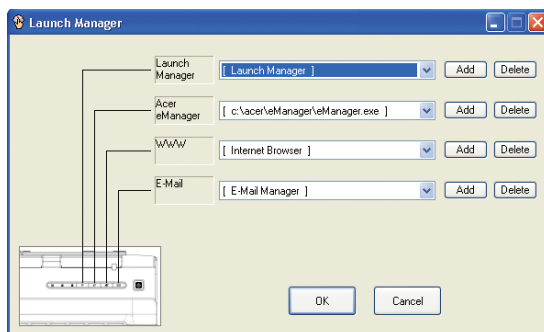 Launch Manager
Launch
Manager
[ Launch Manager ]
Add
Delete
Acer
eManager
[ c:\acer\eManager\eManager.exe ]
Add
Delete
WWW
[ Internet Browser ]
Add
Delete
E-Mail
[ E-Mail Manager ]
Add
Delete
OK
Cancel